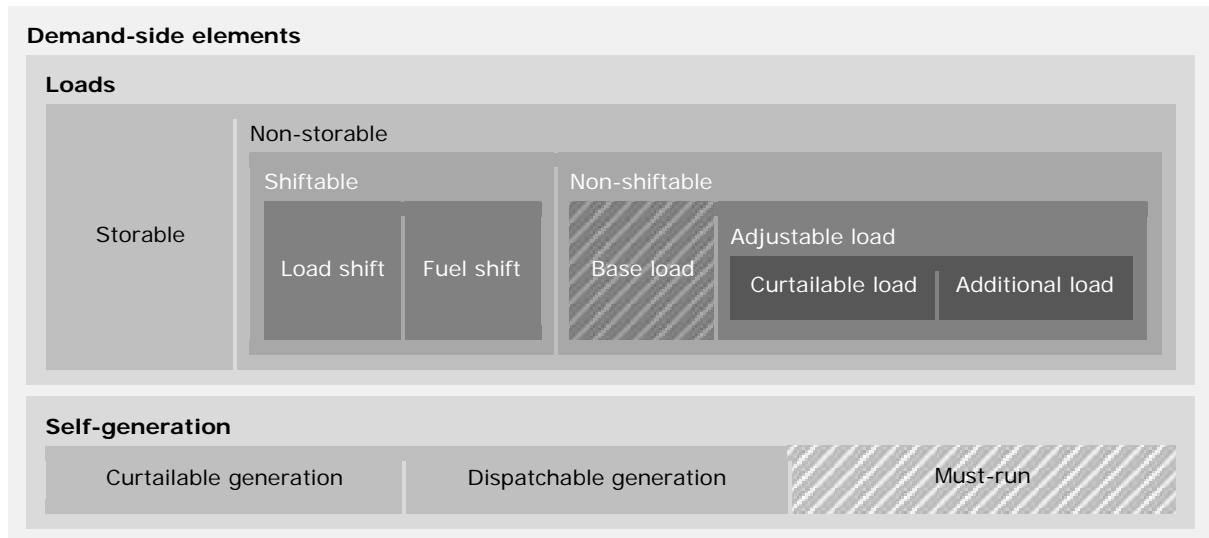 Demand-side elements
Loads
Storable
Non-storable
Shiftable
Load shift
Fuel shift
Non-shiftable
Base load
Adjustable load
Curtailable load
Additional load
Self-generation
Curtailable generation
Dispatchable generation
Must-run